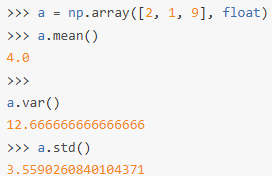 >>> a = np.array([2, 1, 9], float)
>>> a.mean()
4.0
>>>
a.var()
12.666666666666666
>>> a.std()
3.5590260840104371